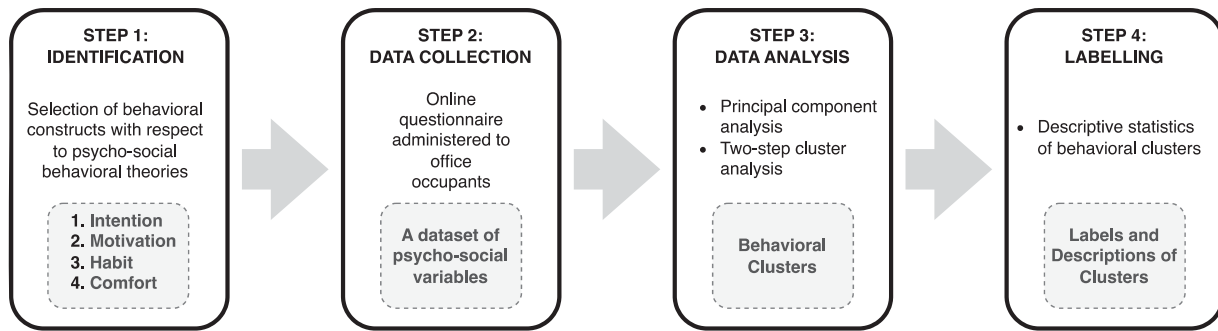 STEP 1:
IDENTIFICATION
Selection of behavioral
constructs with respect
to psycho-social
behavioral theories
1. Intention
2. Motivation
3. Habit
4. Comfort
STEP 2:
DATA COLLECTION
Online
questionnaire
administered to
office
occupants
A dataset of
psycho-social
variables
STEP 3:
DATA ANALYSIS
• Principal component
analysis
• Two-step cluster
analysis
Behavioral
Clusters
STEP 4:
LABELLING
• Descriptive statistics
of behavioral clusters
Labels and
Descriptions of
Clusters